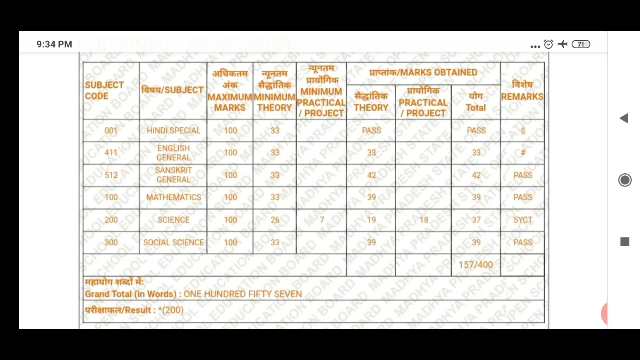 9:34 PM
71
SUBJECT CODE विषय/SUBJECT अधिकतम अंक MAXIMUM MARKS न्यूनतम सैद्धांतिक MINIMUM THEORY न्यूनतम प्रायोगिक MINIMUM PRACTICAL / PROJECT प्राप्तांक/MARKS OBTAINED विशेष REMARKS
सैद्धांतिक THEORY प्रायोगिक PRACTICAL / PROJECT योग Total
001 HINDI SPECIAL 100 33 PASS PASS $
411 ENGLISH GENERAL 100 33 33 33 #
512 SANSKRIT GENERAL 100 33 42 42 PASS
100 MATHEMATICS 100 33 39 39 PASS
200 SCIENCE 100 26 7 19 18 37 SYCT
300 SOCIAL SCIENCE 100 33 39 39 PASS
157/400
महायोग शब्दों में:
Grand Total (in Words) : ONE HUNDRED FIFTY SEVEN
परीक्षाफल/Result : *(200)